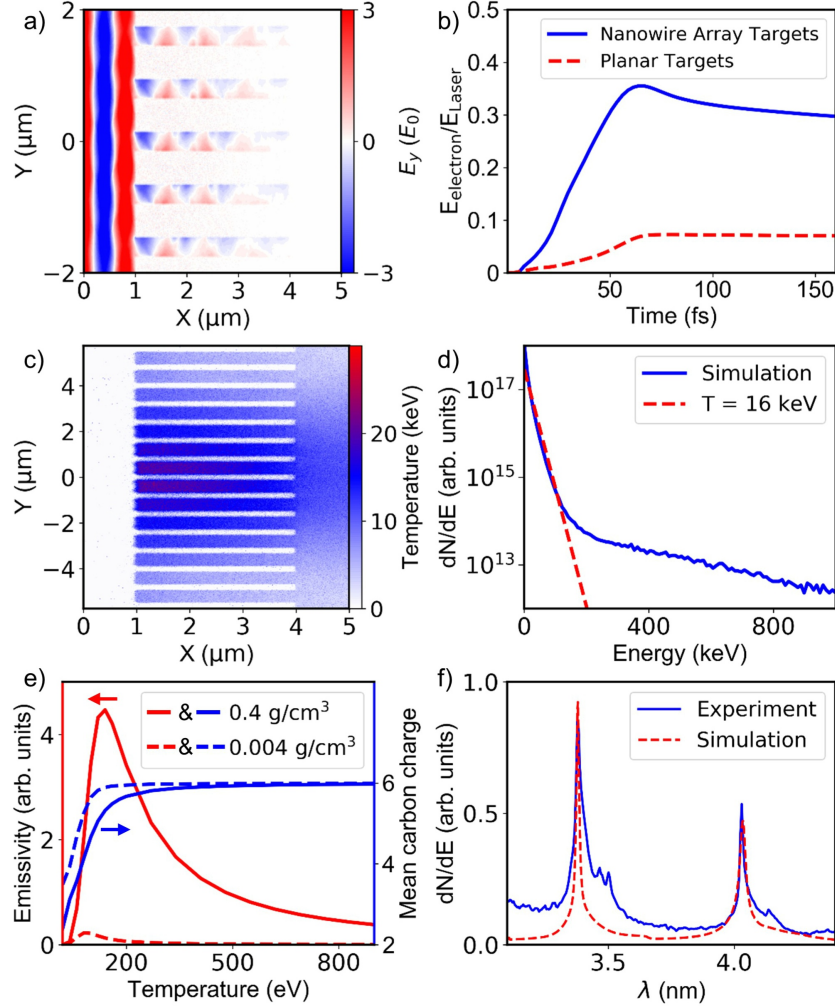 a)
2
0
−2
Y (µm)
0
1
2
3
4
5
X (µm)
3
0
−3
E_y (E_0)
b)
0.5
0.4
0.3
0.2
0.1
0
E_electron/E_Laser
Nanowire Array Targets
Planar Targets
50
100
150
Time (fs)
c)
4
2
0
−2
−4
Y (µm)
0
1
2
3
4
5
X (µm)
20
10
0
Temperature (keV)
d)
10^17
10^15
10^13
dN/dE (arb. units)
Simulation
T = 16 keV
0
400
800
Energy (keV)
e)
4
2
0
Emissivity (arb. units)
& 0.4 g/cm³
& 0.004 g/cm³
6
4
2
Mean carbon charge
200
500
800
Temperature (eV)
f)
1.0
0.5
0.0
dN/dE (arb. units)
Experiment
Simulation
3.5
4.0
λ (nm)